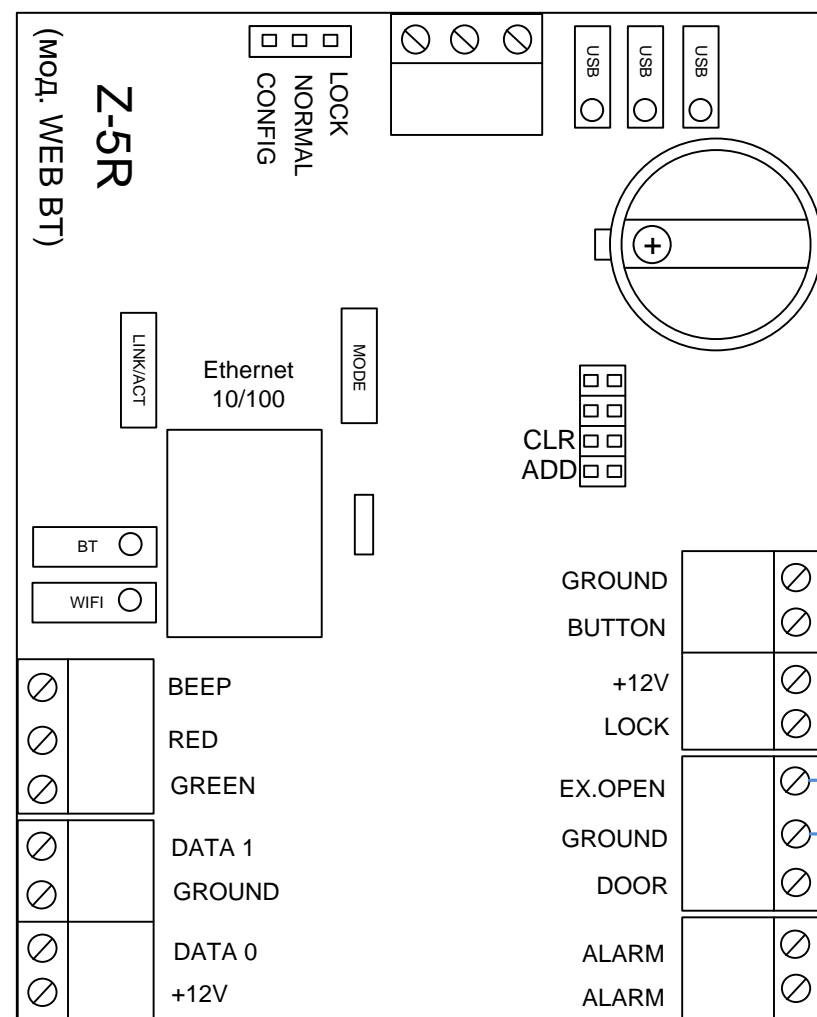 Z-5R
(мод. WEB BT)
LOCK
NORMAL
CONFIG
USB
USB
USB
LINK/ACT
Ethernet
10/100
MODE
CLR
ADD
BT
WIFI
BEEP
RED
GREEN
DATA 1
GROUND
DATA 0
+12V
GROUND
BUTTON
+12V
LOCK
EX.OPEN
GROUND
DOOR
ALARM
ALARM